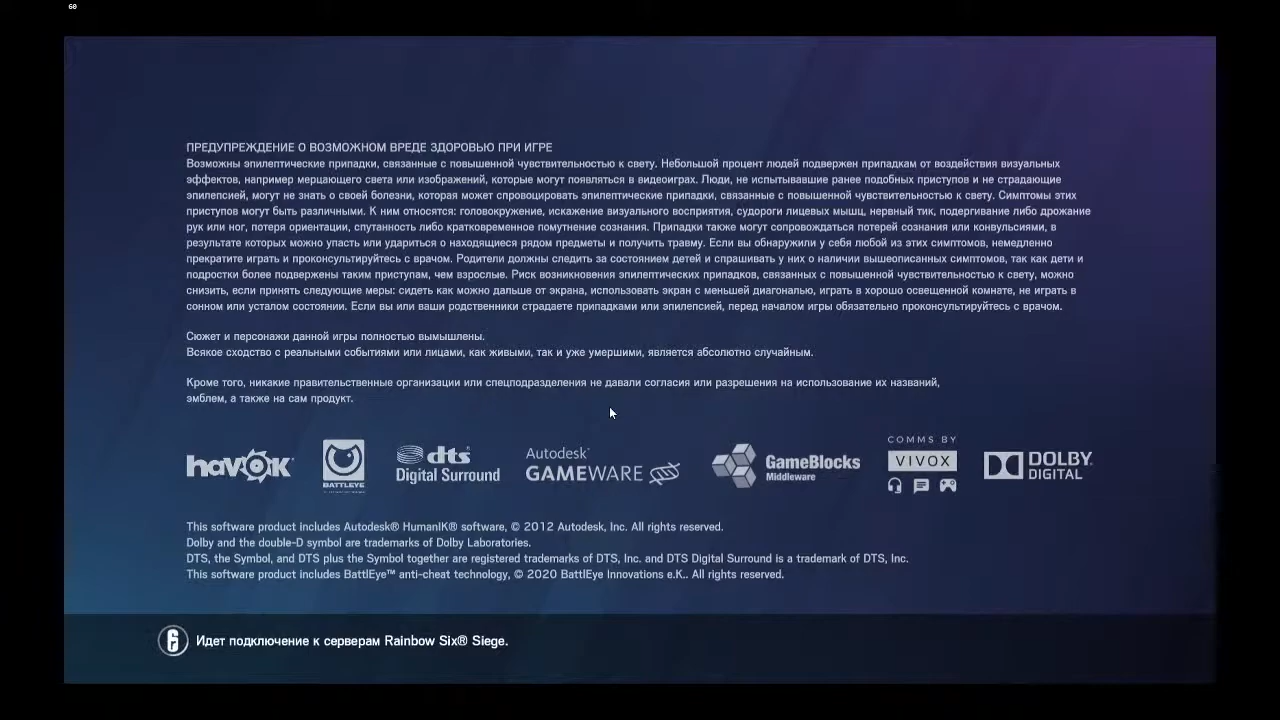 60
ПРЕДУПРЕЖДЕНИЕ О ВОЗМОЖНОМ ВРЕДЕ ЗДОРОВЬЮ ПРИ ИГРЕ
Возможны эпилептические припадки, связанные с повышенной чувствительностью к свету. Небольшой процент людей подвержен припадкам от воздействия визуальных
эффектов, например мерцающего света или изображений, которые могут появляться в видеоиграх. Люди, не испытывавшие ранее подобных приступов и не страдающие
эпилепсией, могут не знать о своей болезни, которая может спровоцировать эпилептические припадки, связанные с повышенной чувствительностью к свету. Симптомы этих
приступов могут быть различными. К ним относятся: головокружение, искажение визуального восприятия, судороги лицевых мышц, нервный тик, подергивание либо дрожание
рук или ног, потеря ориентации, спутанность либо кратковременное помутнение сознания. Припадки также могут сопровождаться потерей сознания или конвульсиями, в
результате которых можно упасть или удариться о находящиеся рядом предметы и получить травму. Если вы обнаружили у себя любой из этих симптомов, немедленно
прекратите играть и проконсультируйтесь с врачом. Родители должны следить за состоянием детей и спрашивать у них о наличии вышеописанных симптомов, так как дети и
подростки более подвержены таким приступам, чем взрослые. Риск возникновения эпилептических припадков, связанных с повышенной чувствительностью к свету, можно
снизить, если принять следующие меры: сидеть как можно дальше от экрана, использовать экран с меньшей диагональю, играть в хорошо освещенной комнате, не играть в
сонном или усталом состоянии. Если вы или ваши родственники страдаете припадками или эпилепсией, перед началом игры обязательно проконсультируйтесь с врачом.
Сюжет и персонажи данной игры полностью вымышлены.
Всякое сходство с реальными событиями или лицами, как живыми, так и уже умершими, является абсолютно случайным.
Кроме того, никакие правительственные организации или спецподразделения не давали согласия или разрешения на использование их названий,
эмблем, а также на сам продукт.
havok
BATTLEYE
dts
Digital Surround
Autodesk®
GAMEWARE
GameBlocks
Middleware
COMMS BY
VIVOX
DOLBY
DIGITAL
This software product includes Autodesk® HumanIK® software, © 2012 Autodesk, Inc. All rights reserved.
Dolby and the double-D symbol are trademarks of Dolby Laboratories.
DTS, the Symbol, and DTS plus the Symbol together are registered trademarks of DTS, Inc. and DTS Digital Surround is a trademark of DTS, Inc.
This software product includes BattlEye™ anti-cheat technology, © 2020 BattlEye Innovations e.K.. All rights reserved.
6 Идет подключение к серверам Rainbow Six® Siege.